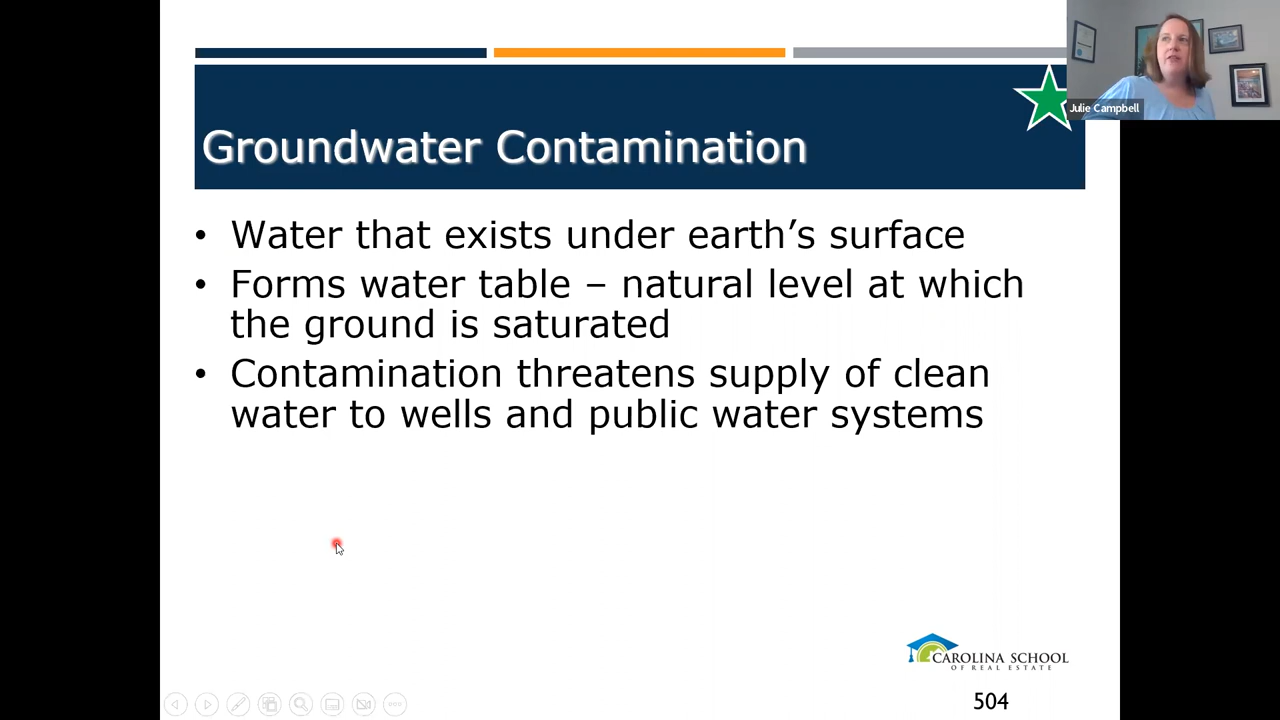 Julie Campbell
Groundwater Contamination
• Water that exists under earth’s surface
• Forms water table – natural level at which
the ground is saturated
• Contamination threatens supply of clean
water to wells and public water systems
CAROLINA SCHOOL
OF REAL ESTATE
504